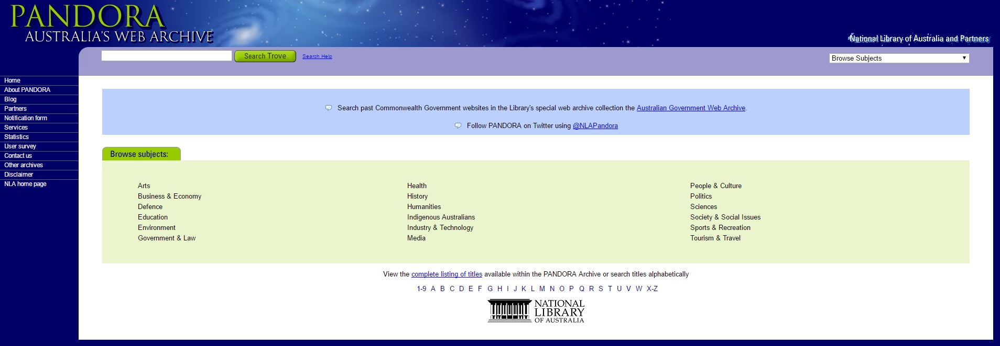 PANDORA
AUSTRALIA'S WEB ARCHIVE
National Library of Australia and Partners
Search Trove
Search Help
Browse Subjects
Home
About PANDORA
Blog
Partners
Notification form
Services
Statistics
User survey
Contact us
Other archives
Disclaimer
NLA home page
Search past Commonwealth Government websites in the Library's special web archive collection the Australian Government Web Archive.
Follow PANDORA on Twitter using @NLAPandora
Browse subjects:
Arts
Business & Economy
Defence
Education
Environment
Government & Law
Health
History
Humanities
Indigenous Australians
Industry & Technology
Media
People & Culture
Politics
Sciences
Society & Social Issues
Sports & Recreation
Tourism & Travel
View the complete listing of titles available within the PANDORA Archive or search titles alphabetically
1-9 A B C D E F G H I J K L M N O P Q R S T U V W X-Z
NATIONAL
LIBRARY
OF AUSTRALIA